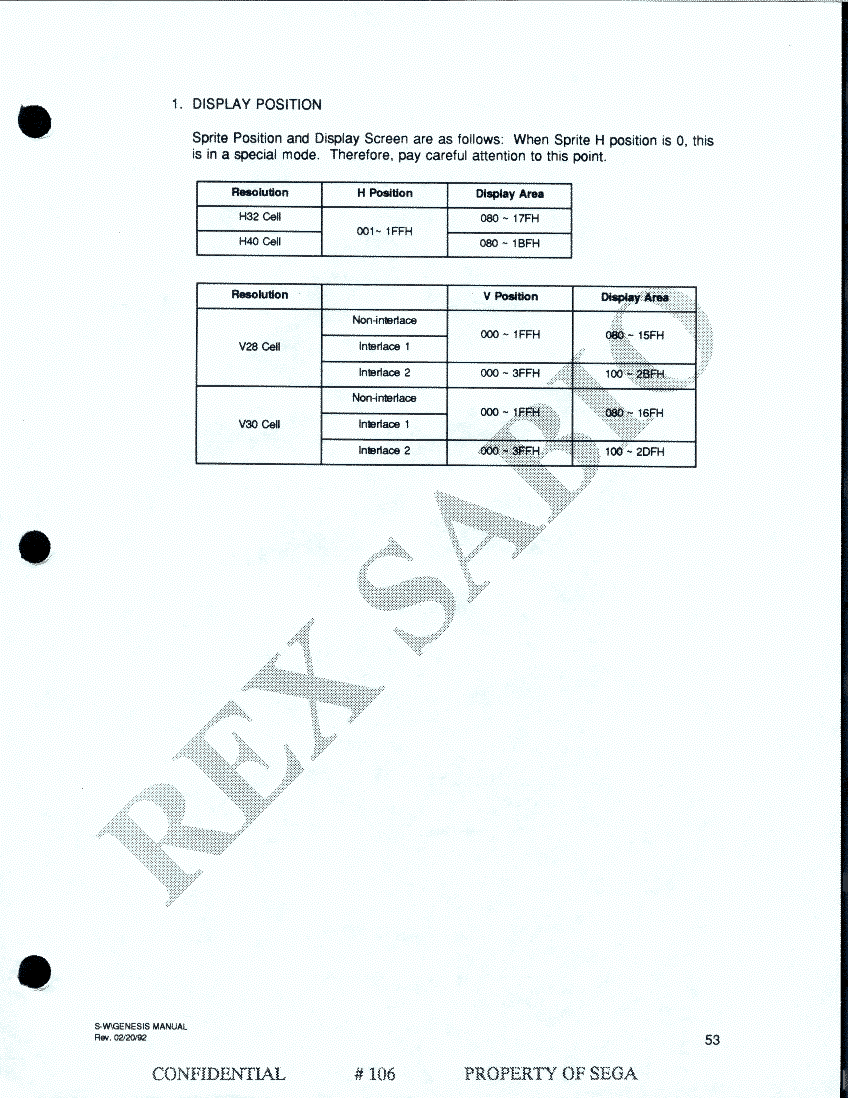 1. DISPLAY POSITION
Sprite Position and Display Screen are as follows: When Sprite H position is 0, this
is in a special mode. Therefore, pay careful attention to this point.
Resolution H Position Display Area
H32 Cell 001~ 1FFH 080 ~ 17FH
H40 Cell 080 ~ 1BFH
Resolution V Position Display Area
V28 Cell Non-interlace 000 ~ 1FFH 080 ~ 15FH
Interlace 1
Interlace 2 000 ~ 3FFH 100 ~ 2BFH
V30 Cell Non-interlace 000 ~ 1FFH 080 ~ 16FH
Interlace 1
Interlace 2 000 ~ 3FFH 100 ~ 2DFH
REX SABIO
S-W\GENESIS MANUAL
Rev. 02/20/92
53
CONFIDENTIAL # 106 PROPERTY OF SEGA